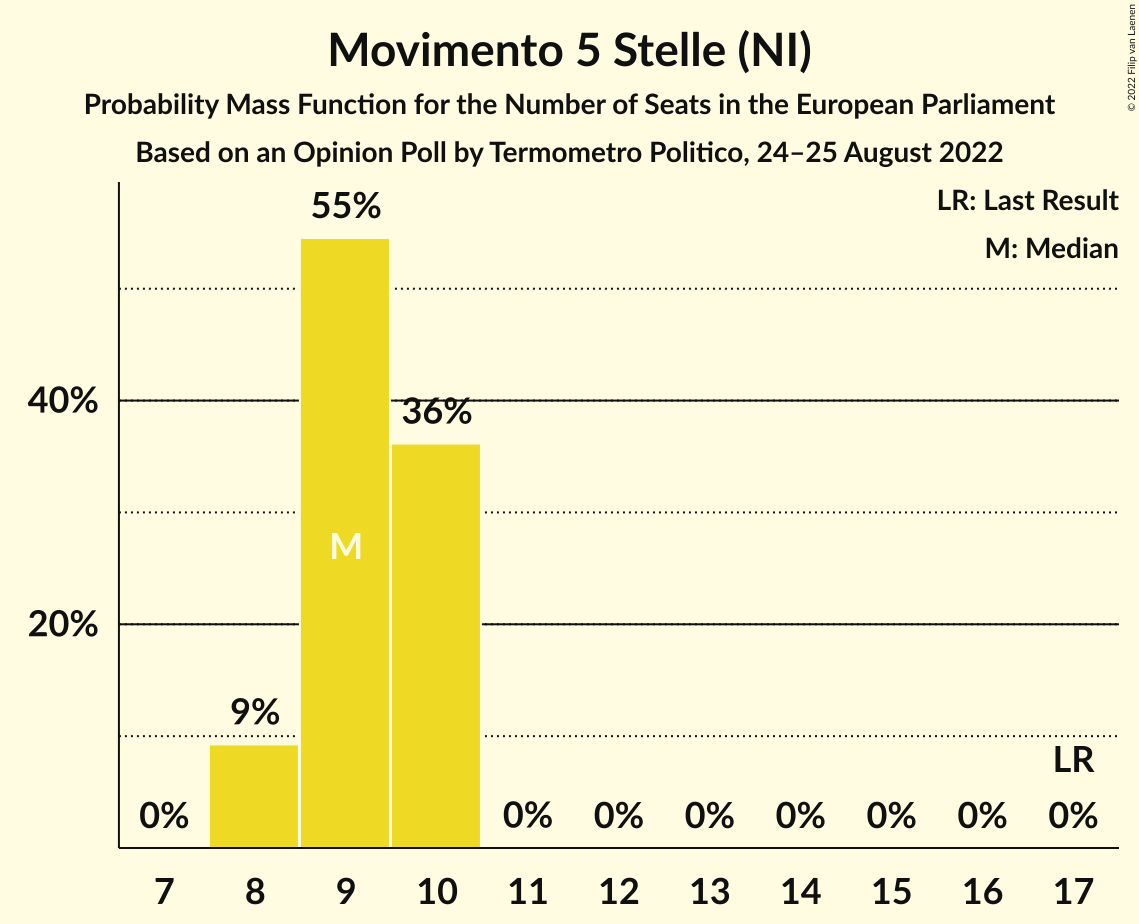 Movimento 5 Stelle (NI)
Probability Mass Function for the Number of Seats in the European Parliament
Based on an Opinion Poll by Termometro Politico, 24–25 August 2022
© 2022 Filip van Laenen
LR: Last Result
M: Median
55%
40%
36%
M
20%
9%
LR
0% 0% 0% 0% 0% 0% 0% 0%
7 8 9 10 11 12 13 14 15 16 17